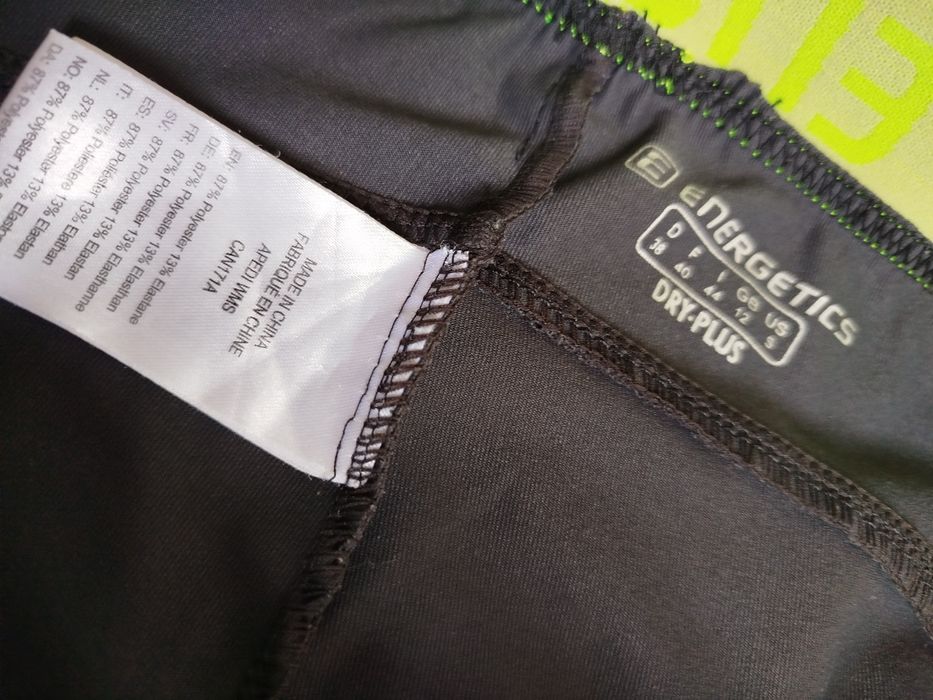 ENERGETICS
D F I GB US
38 40 44 12 S
DRY-PLUS
MADE IN CHINA
FABRIQUE EN CHINE
APEDI WMS
CAN171A
EN: 87% Polyester 13% Elastane
DE: 87% Polyester 13% Elasthan
FR: 87% Polyester 13% Elasthanne
SV: 87% Polyester 13% Elastan
ES: 87% Poliéster 13% Elastano
IT: 87% Poliestere 13% Elastan
NL: 87% Polyester 13% Elasthan
NO: 87% Polyester 13% Elastan
DA: 87% Polyester 13%